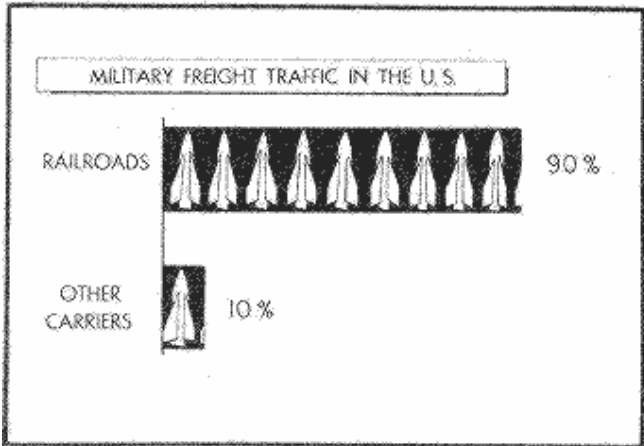 MILITARY FREIGHT TRAFFIC IN THE U.S.
RAILROADS
90%
OTHER
CARRIERS
10%